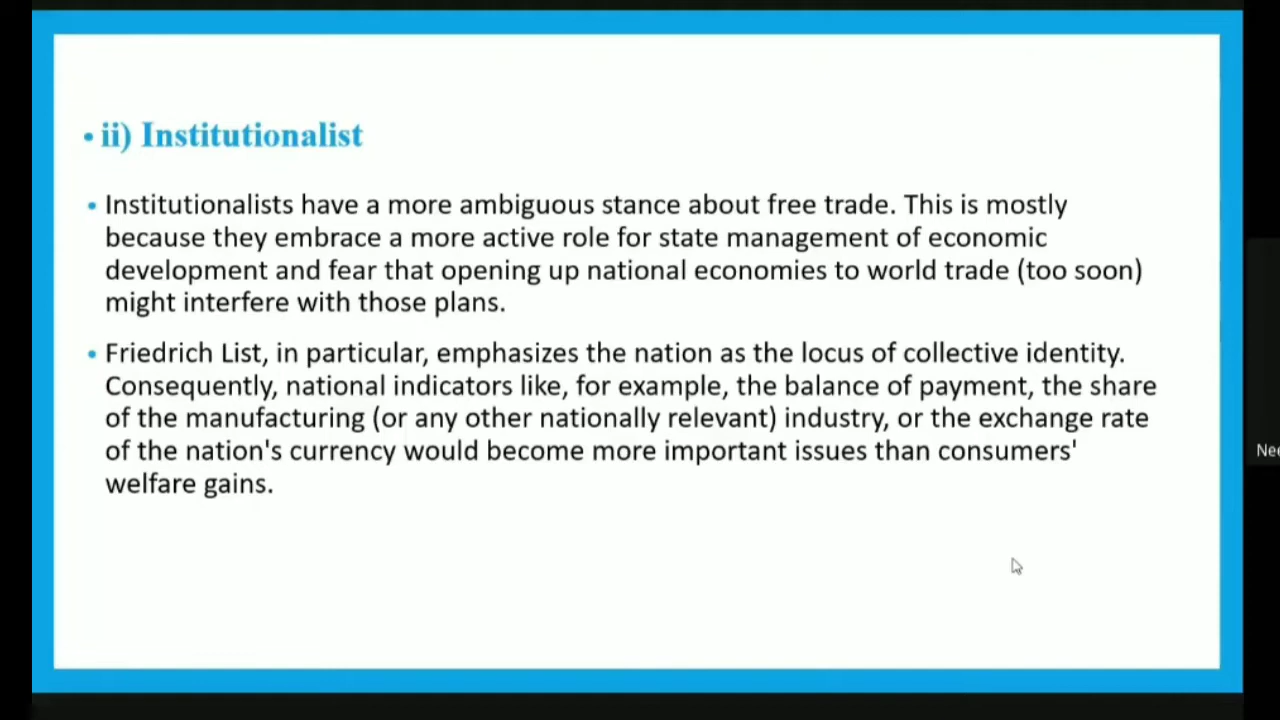 • ii) Institutionalist
• Institutionalists have a more ambiguous stance about free trade. This is mostly
because they embrace a more active role for state management of economic
development and fear that opening up national economies to world trade (too soon)
might interfere with those plans.
• Friedrich List, in particular, emphasizes the nation as the locus of collective identity.
Consequently, national indicators like, for example, the balance of payment, the share
of the manufacturing (or any other nationally relevant) industry, or the exchange rate
of the nation's currency would become more important issues than consumers'
welfare gains.